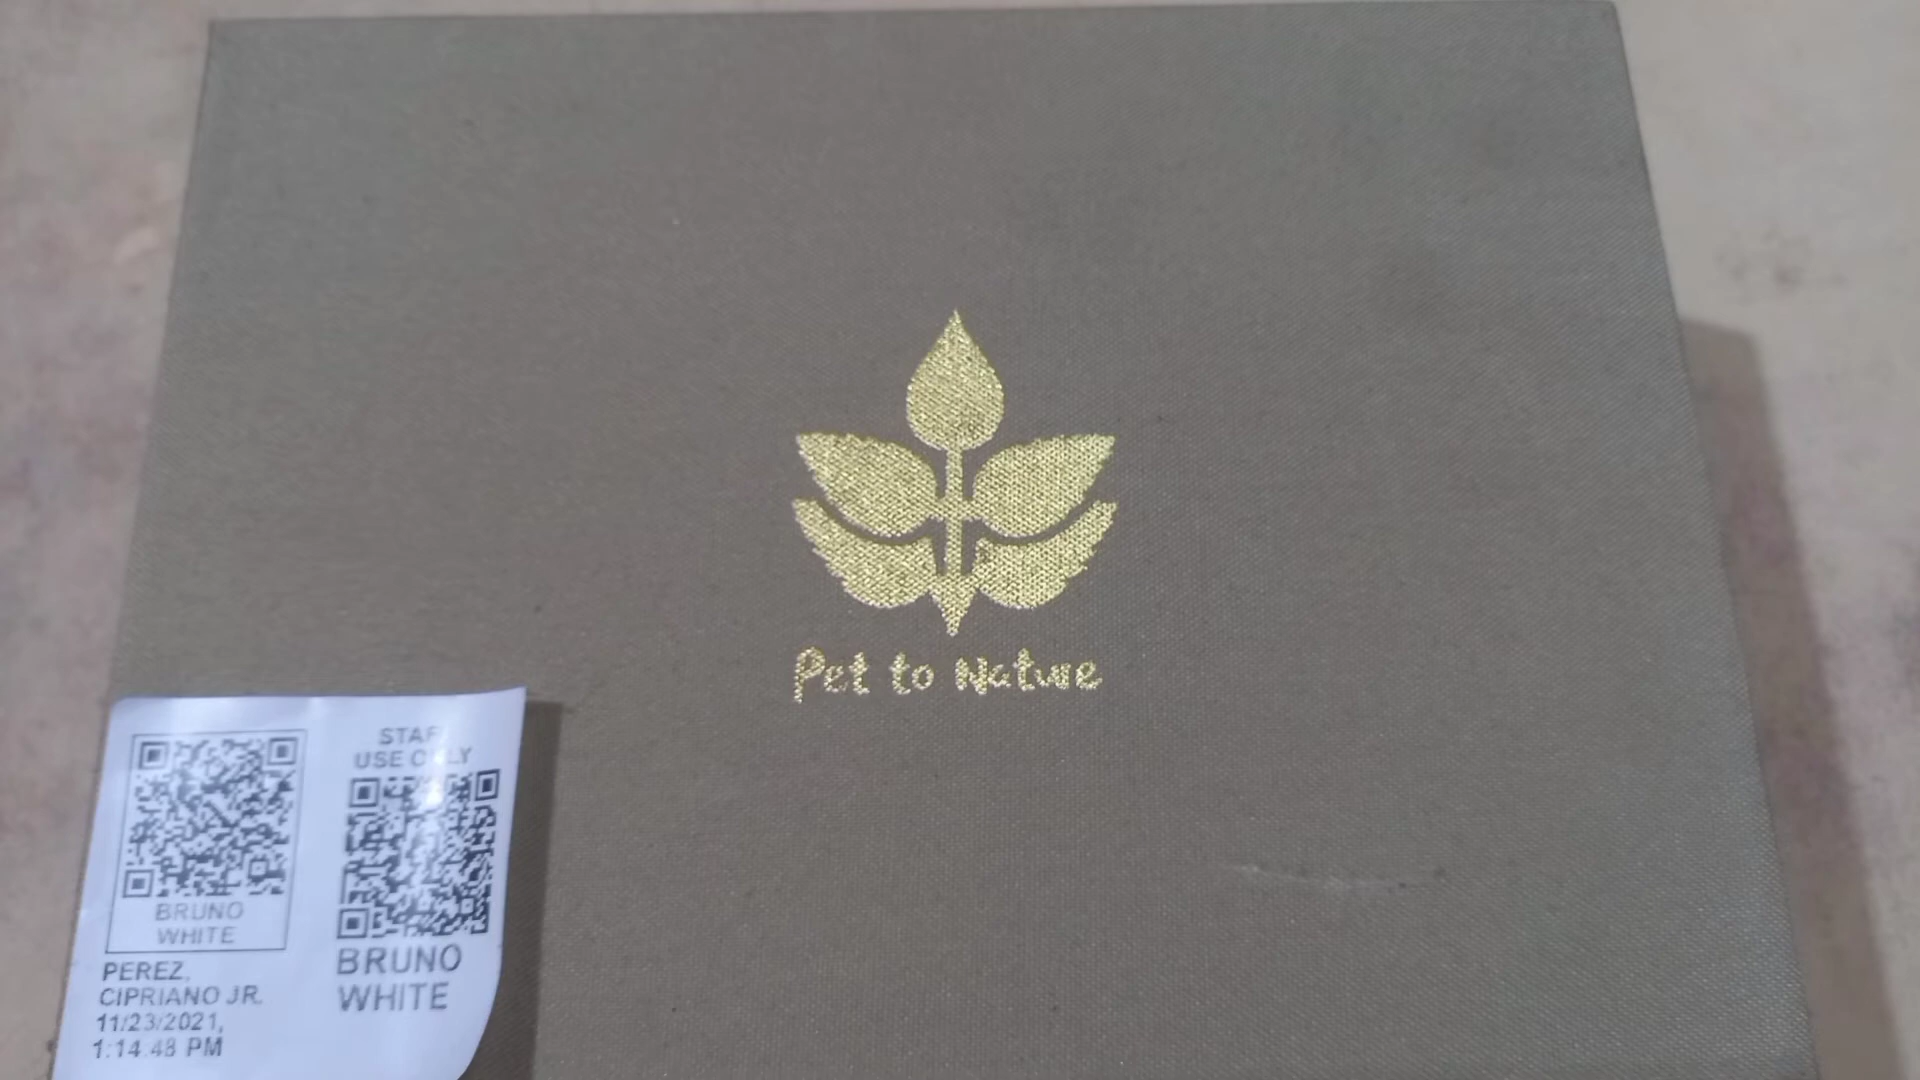 Pet to Nature
STAFF
USE ONLY
BRUNO
WHITE
PEREZ,
CIPRIANO JR.
11/23/2021,
1:14:48 PM
BRUNO
WHITE